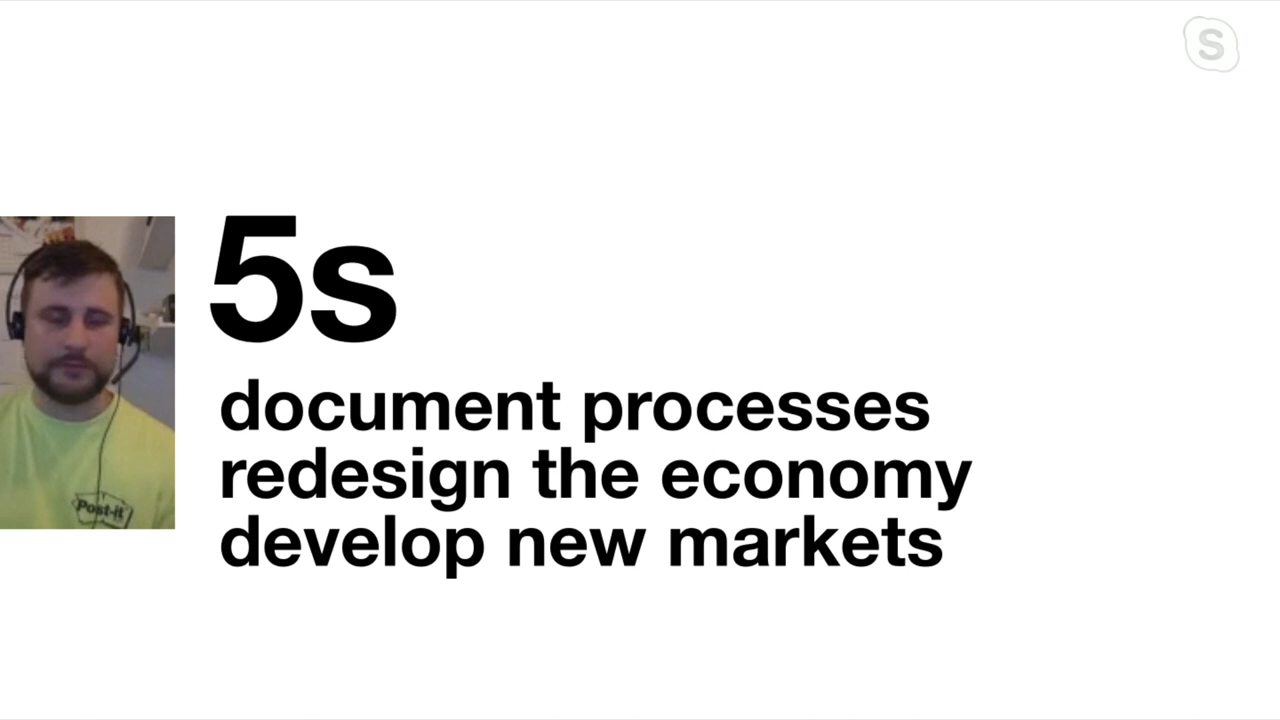 S
5s
document processes
redesign the economy
develop new markets
Post-it